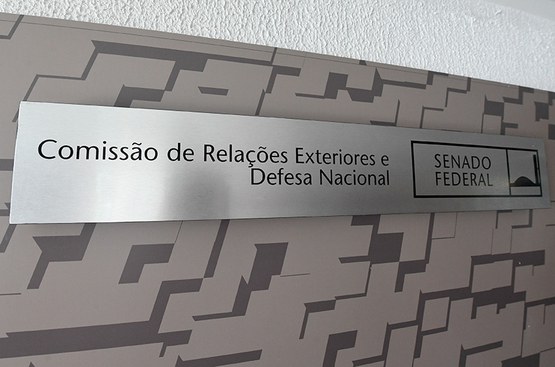 Comissão de Relações Exteriores e
Defesa Nacional
SENADO
FEDERAL